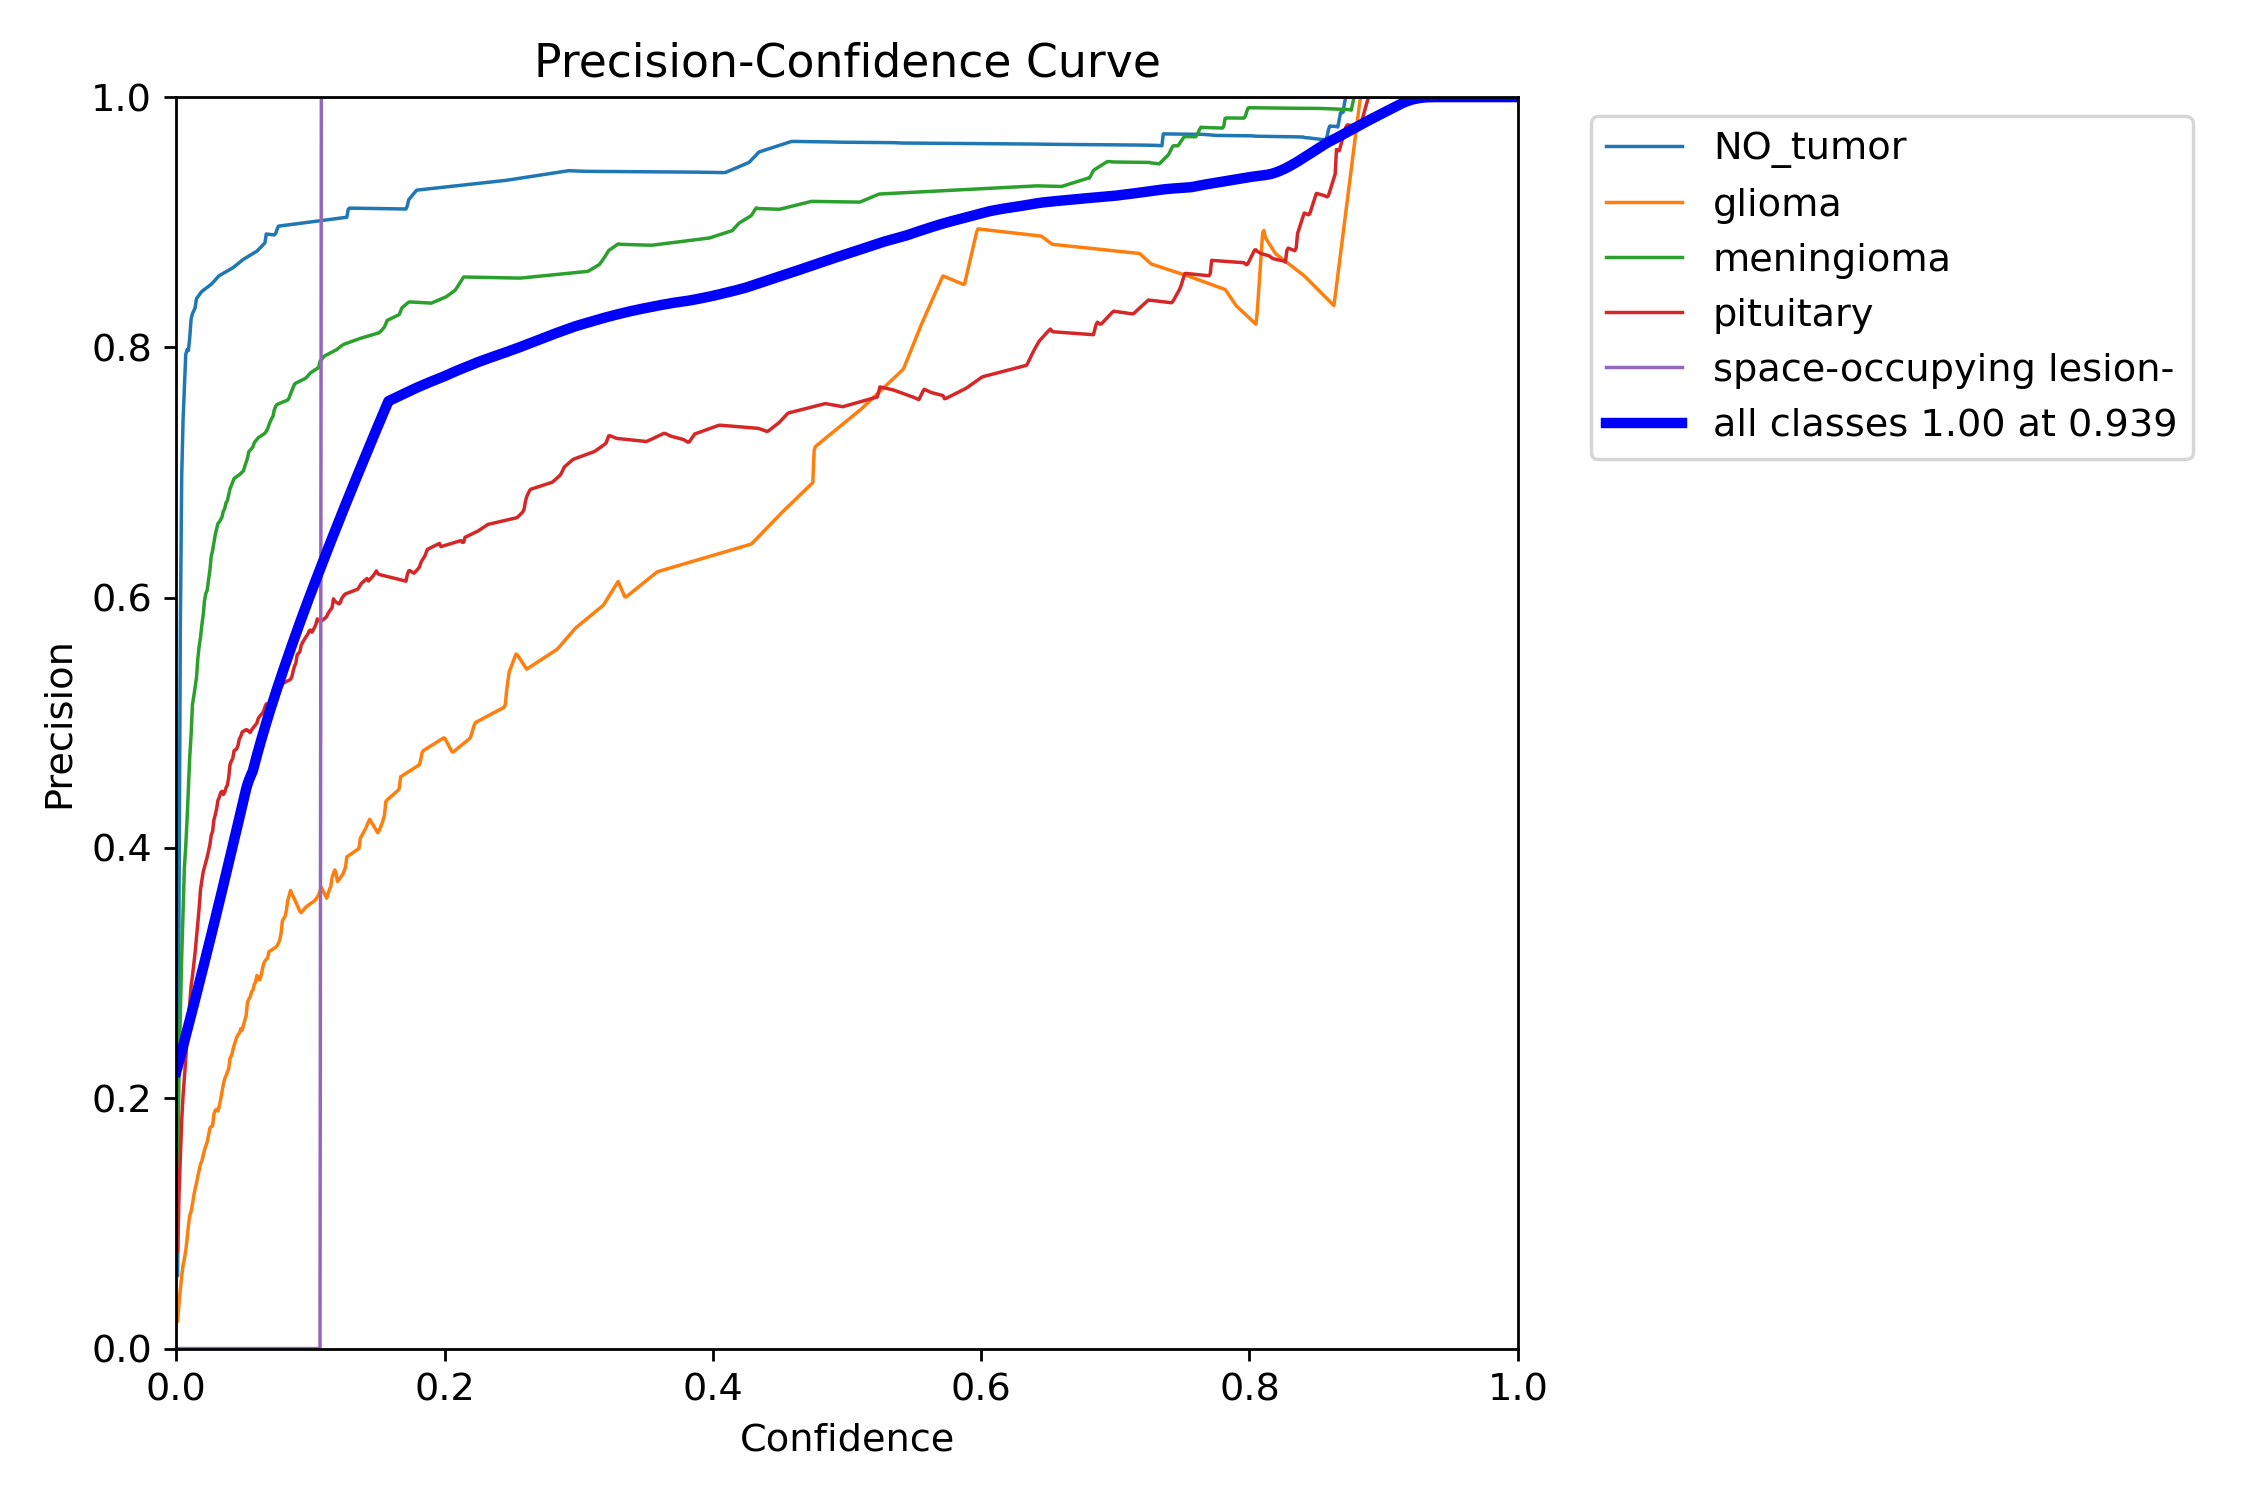 Precision-Confidence Curve
1.0
0.8
0.6
0.4
0.2
0.0
Precision
0.0 0.2 0.4 0.6 0.8 1.0
Confidence
NO_tumor
glioma
meningioma
pituitary
space-occupying lesion-
all classes 1.00 at 0.939